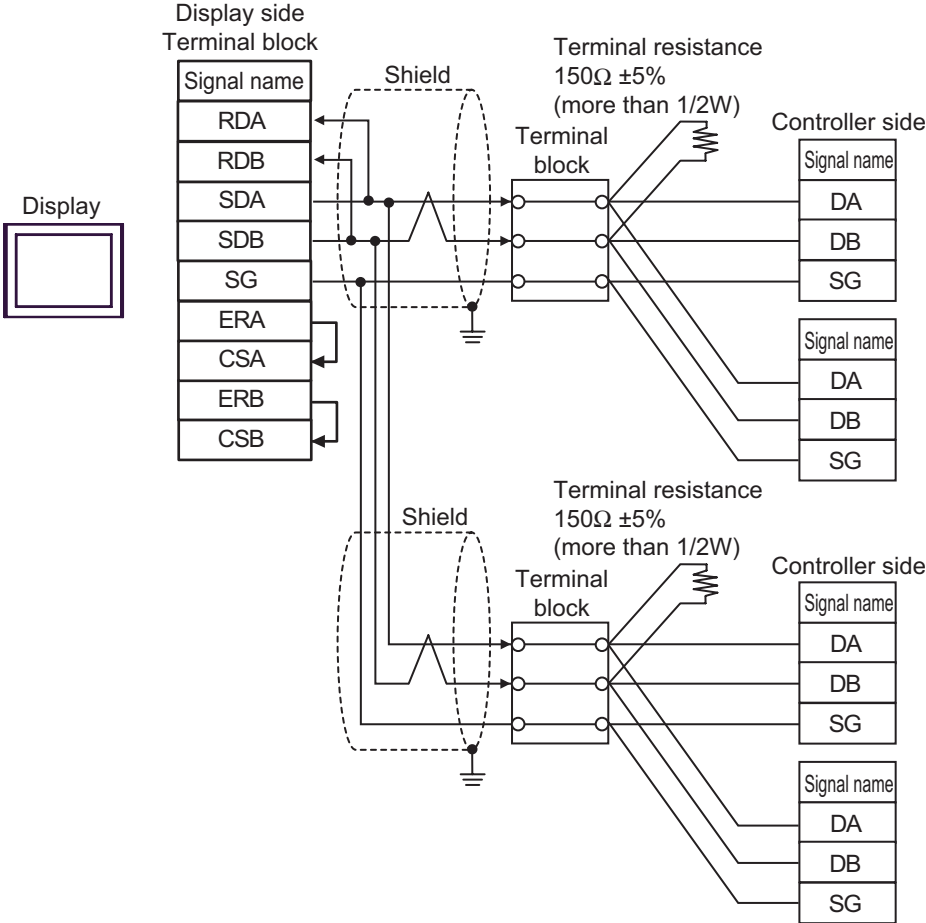 Display side
Terminal block
Signal name
RDA
RDB
SDA
SDB
SG
ERA
CSA
ERB
CSB
Display
Shield
Terminal resistance
150Ω ±5%
(more than 1/2W)
Terminal
block
Controller side
Signal name
DA
DB
SG
Signal name
DA
DB
SG
Shield
Terminal resistance
150Ω ±5%
(more than 1/2W)
Terminal
block
Controller side
Signal name
DA
DB
SG
Signal name
DA
DB
SG